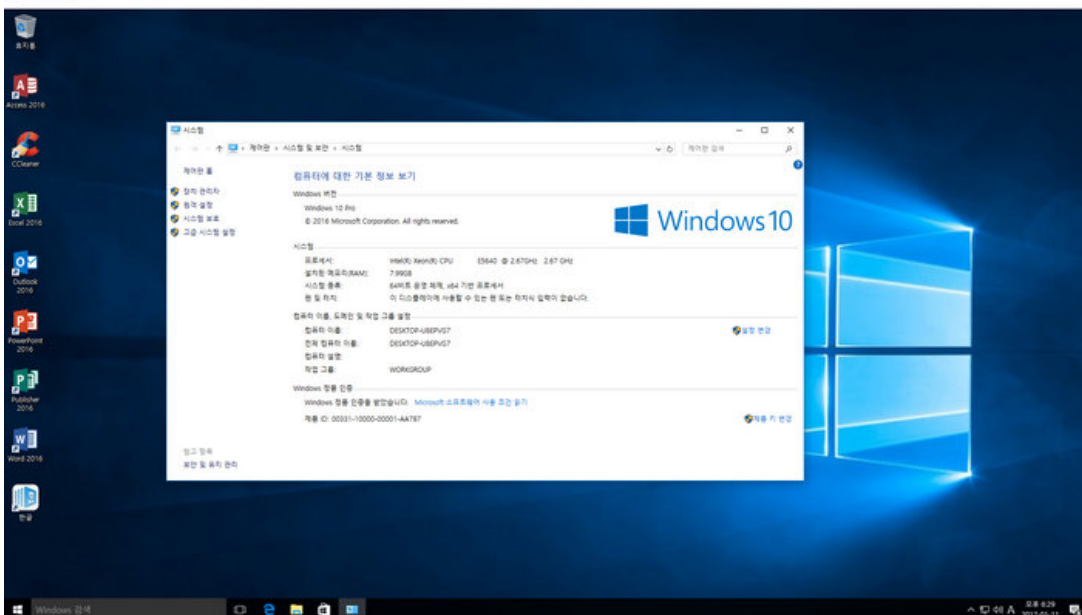 휴지통
Access 2016
CCleaner
Excel 2016
Outlook
2016
PowerPoint
2016
Publisher
2016
Word 2016
한글
시스템
제어판 › 시스템 및 보안 › 시스템
제어판 검색
제어판 홈
장치 관리자
원격 설정
시스템 보호
고급 시스템 설정
컴퓨터에 대한 기본 정보 보기
Windows 버전
Windows 10 Pro
© 2016 Microsoft Corporation. All rights reserved.
Windows 10
시스템
프로세서: Intel(R) Xeon(R) CPU E5640 @ 2.67GHz 2.67 GHz
설치된 메모리(RAM): 7.99GB
시스템 종류: 64비트 운영 체제, x64 기반 프로세서
펜 및 터치: 이 디스플레이에 사용할 수 있는 펜 또는 터치식 입력이 없습니다.
컴퓨터 이름, 도메인 및 작업 그룹 설정
컴퓨터 이름: DESKTOP-U8EPVG7
설정 변경
전체 컴퓨터 이름: DESKTOP-U8EPVG7
컴퓨터 설명:
작업 그룹: WORKGROUP
Windows 정품 인증
Windows 정품 인증을 받았습니다. Microsoft 소프트웨어 사용 조건 읽기
제품 ID: 00331-10000-00001-AA787
제품 키 변경
참고 항목
보안 및 유지 관리
Windows 검색
A
오후 6:29